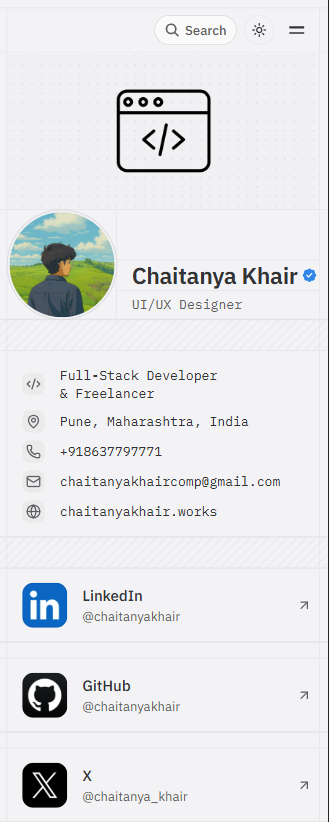 Search
</>
Chaitanya Khair
UI/UX Designer
</>
Full-Stack Developer
& Freelancer
Pune, Maharashtra, India
+918637797771
chaitanyakhaircomp@gmail.com
chaitanyakhair.works
in
LinkedIn
@chaitanyakhair
GitHub
@chaitanyakhair
X
X
@chaitanya_khair